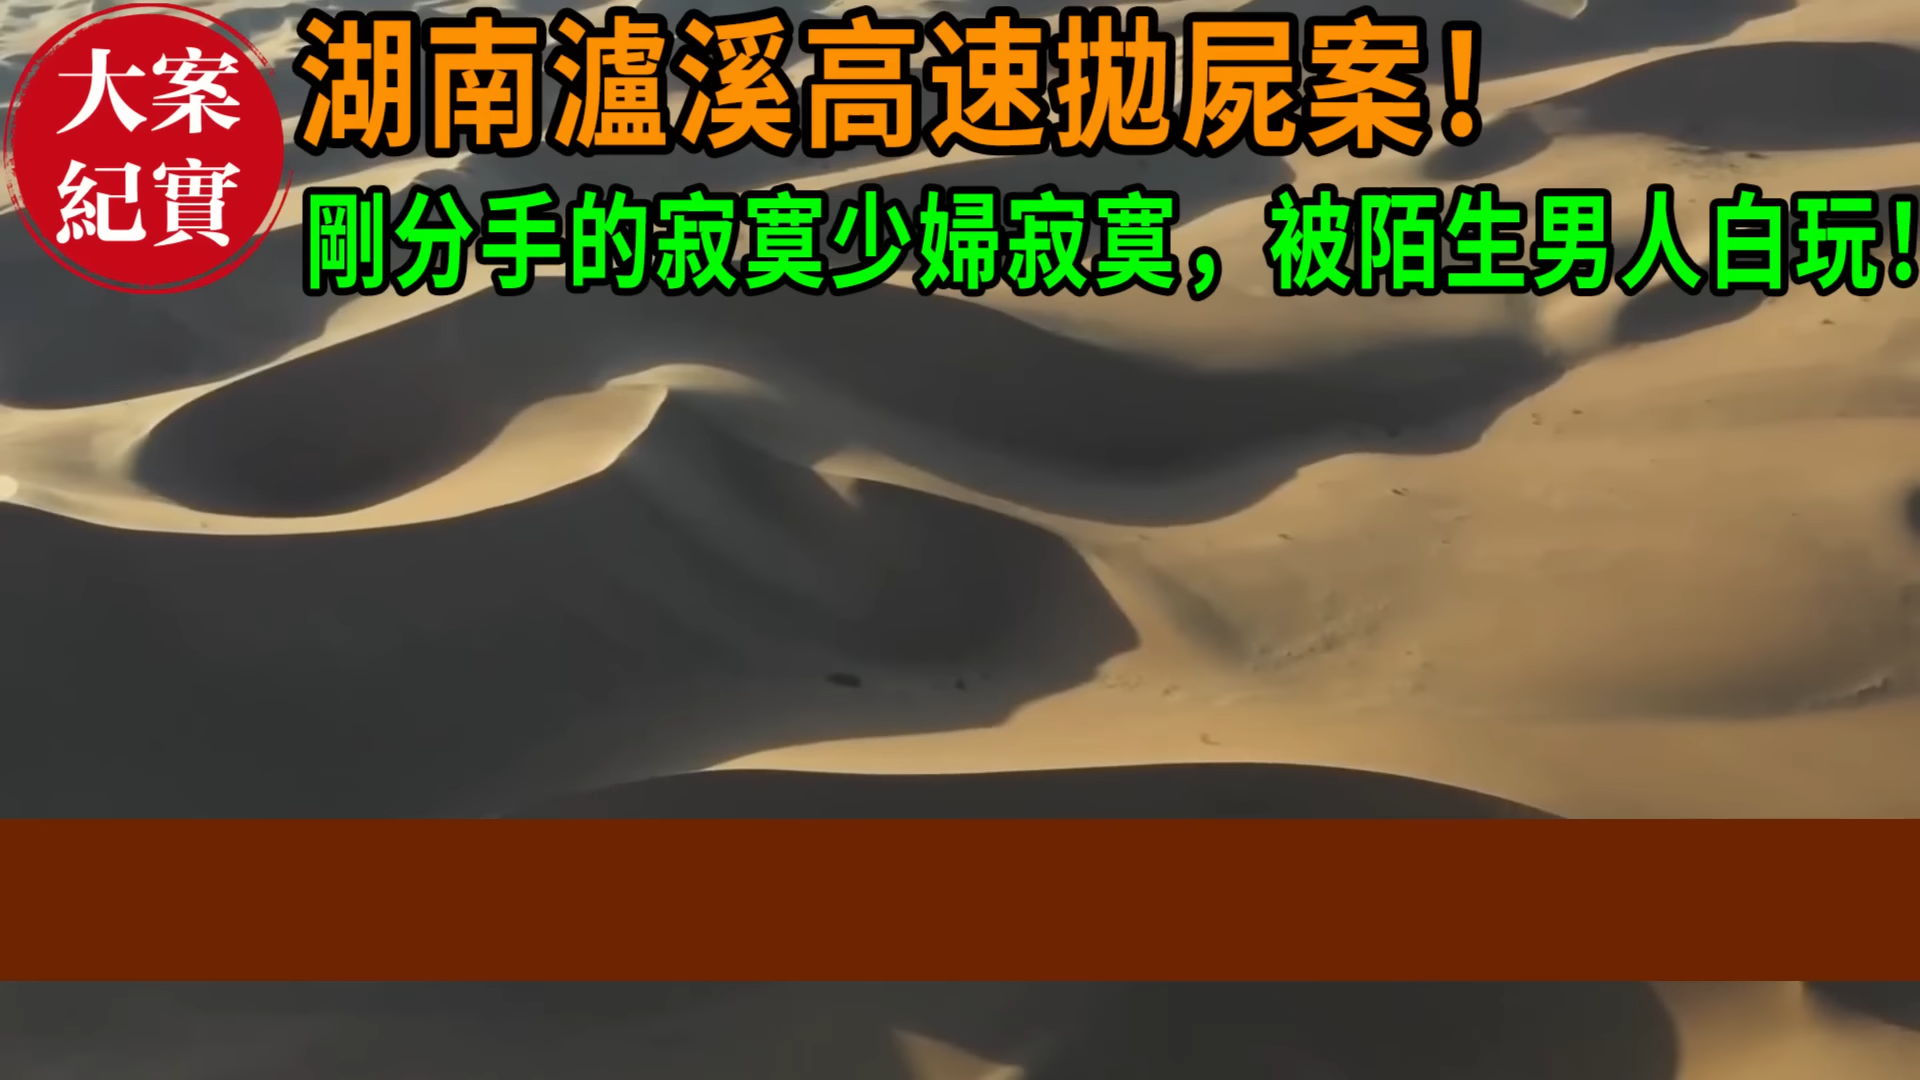 大案
紀實
湖南瀘溪高速拋屍案！
剛分手的寂寞少婦寂寞，被陌生男人白玩！